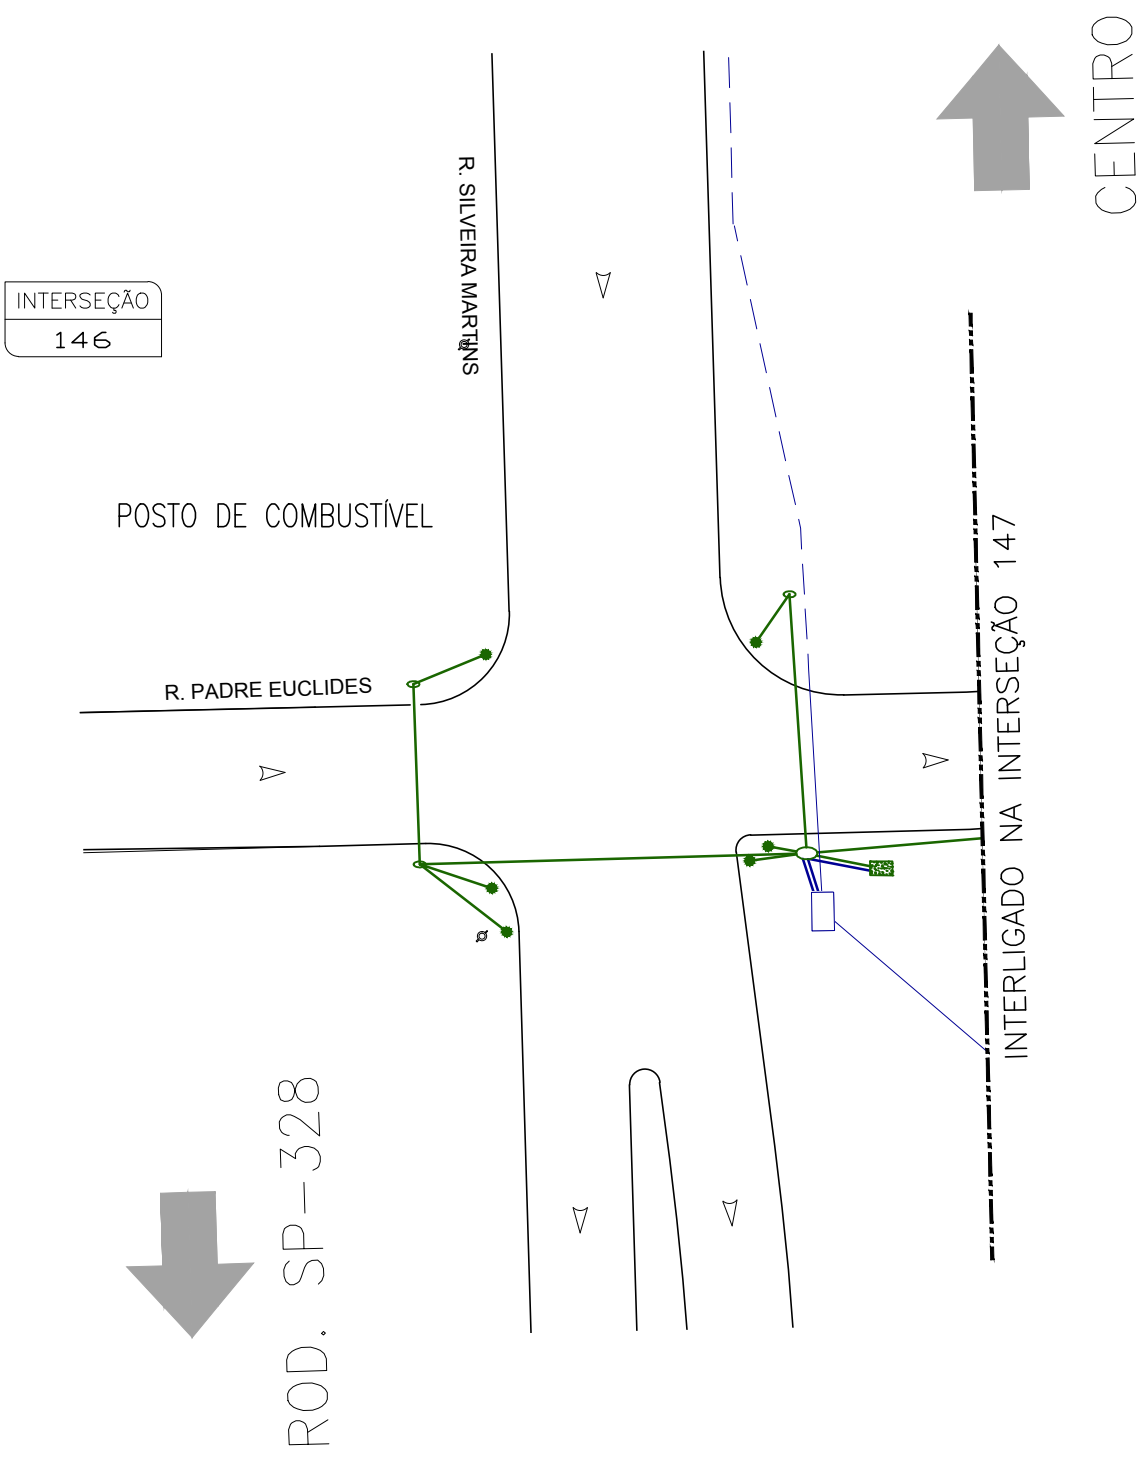 CENTRO
R. SILVEIRA MARTINS
INTERSEÇÃO
146
POSTO DE COMBUSTÍVEL
R. PADRE EUCLIDES
INTERLIGADO NA INTERSEÇÃO 147
ROD. SP-328